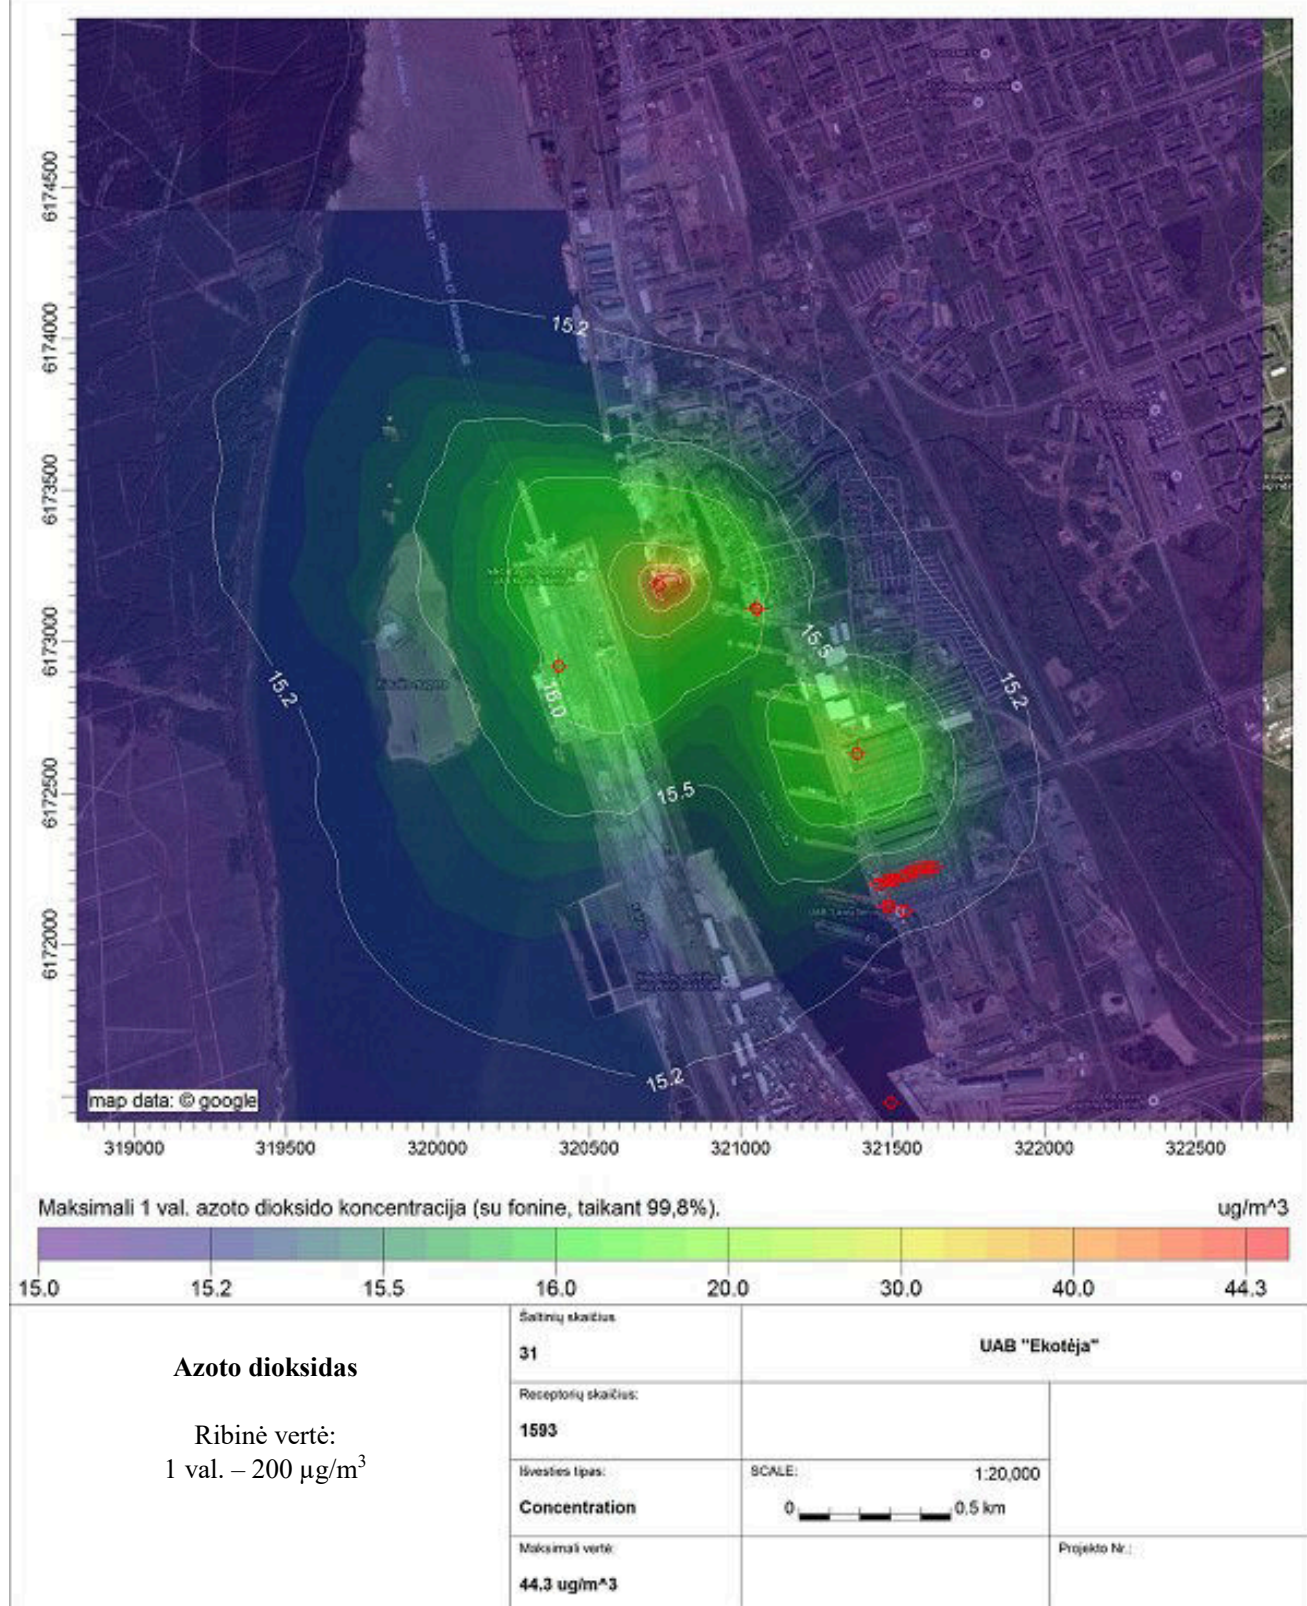 6174500
6174000
6173500
6173000
6172500
6172000
15.2
15.5
15.2
15.2
16.0
15.5
15.2
map data: © google
319000 319500 320000 320500 321000 321500 322000 322500
Maksimali 1 val. azoto dioksido koncentracija (su fonine, taikant 99,8%). ug/m^3
15.0 15.2 15.5 16.0 20.0 30.0 40.0 44.3
Azoto dioksidas
Ribinė vertė:
1 val. – 200 µg/m³
Šaltinių skaičius
31
UAB "Ekotėja"
Receptorių skaičius:
1593
Išvesties tipas:
Concentration
SCALE: 1:20,000
0 0,5 km
Maksimali vertė:
44.3 ug/m^3
Projekto Nr.: